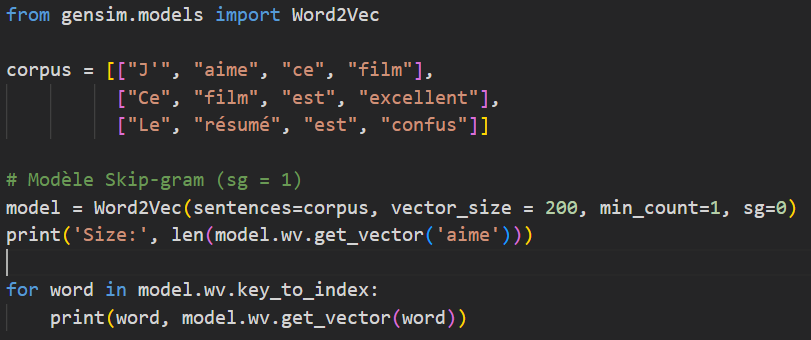 from gensim.models import Word2Vec
corpus = [["J'", "aime", "ce", "film"],
["Ce", "film", "est", "excellent"],
["Le", "résumé", "est", "confus"]]
# Modèle Skip-gram (sg = 1)
model = Word2Vec(sentences=corpus, vector_size = 200, min_count=1, sg=0)
print('Size:', len(model.wv.get_vector('aime')))
for word in model.wv.key_to_index:
print(word, model.wv.get_vector(word))